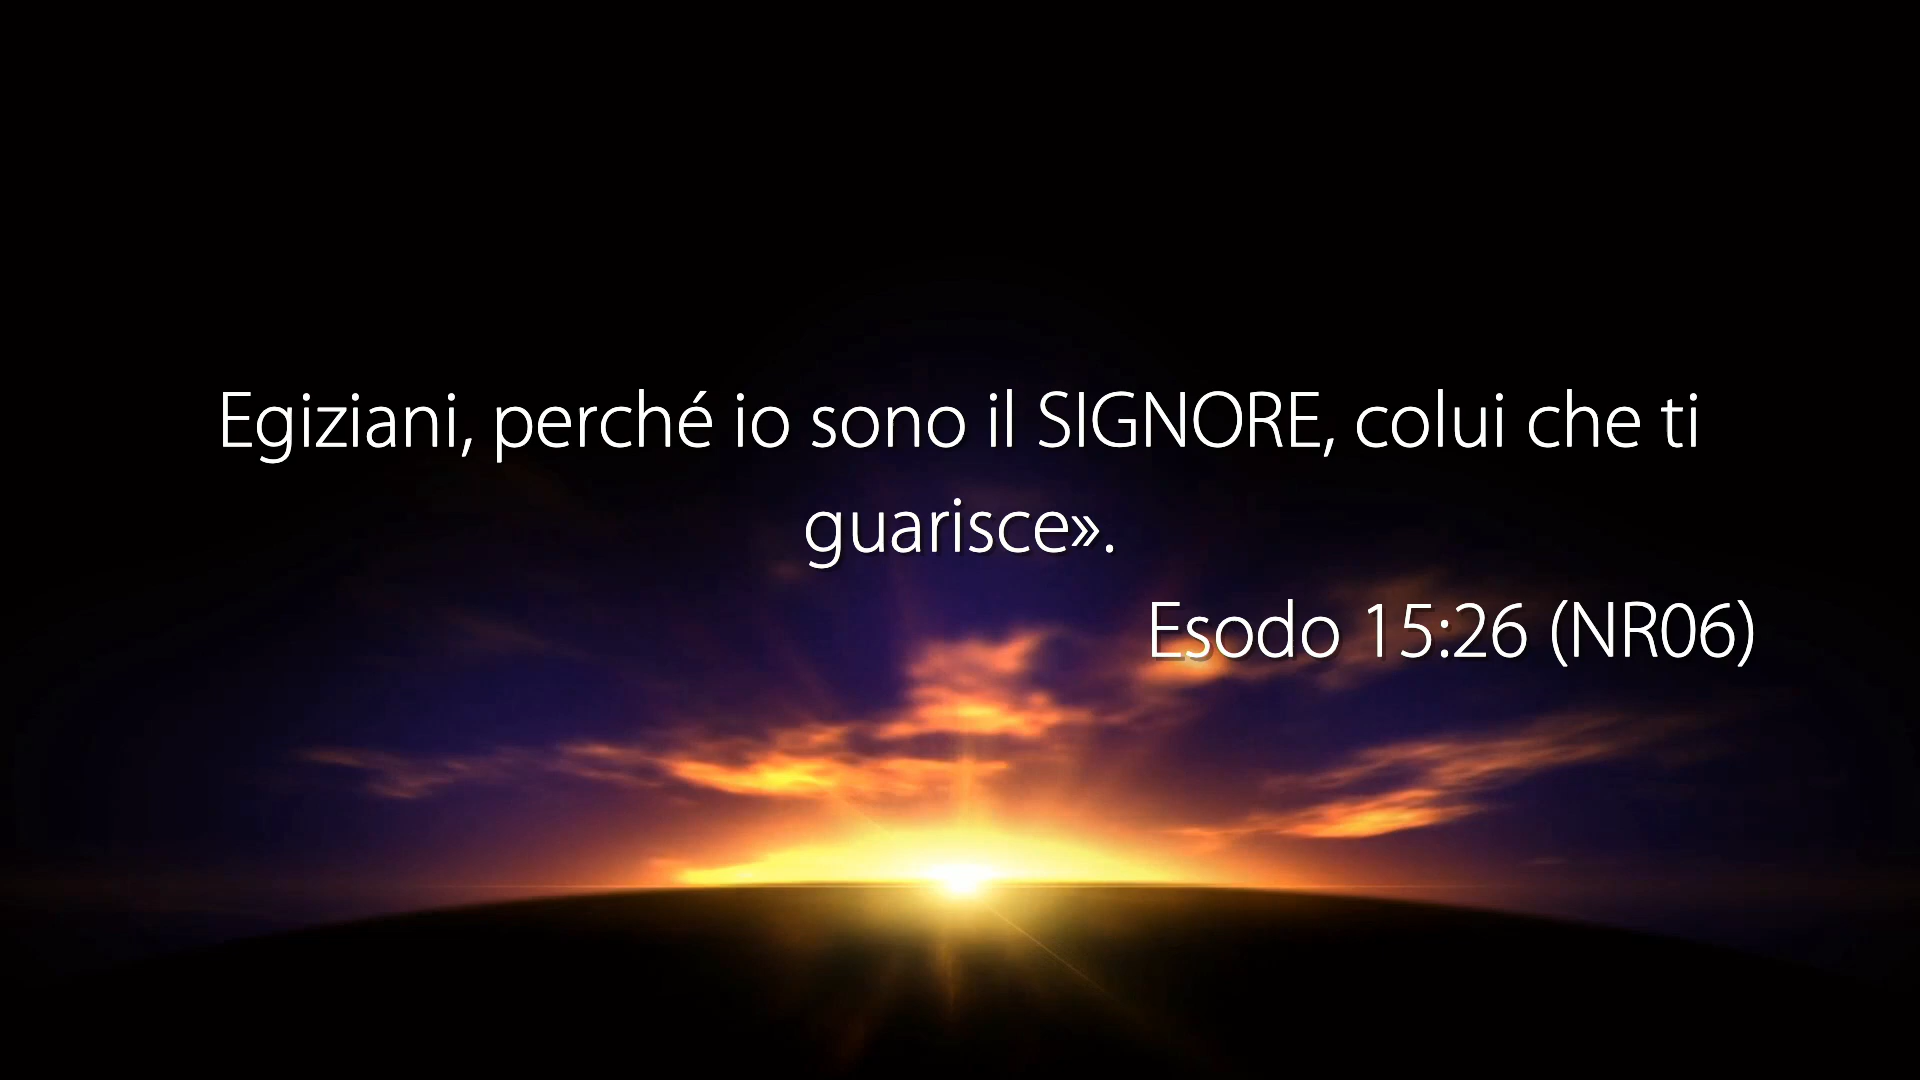 Egiziani, perché io sono il SIGNORE, colui che ti
guarisce».
Esodo 15:26 (NR06)